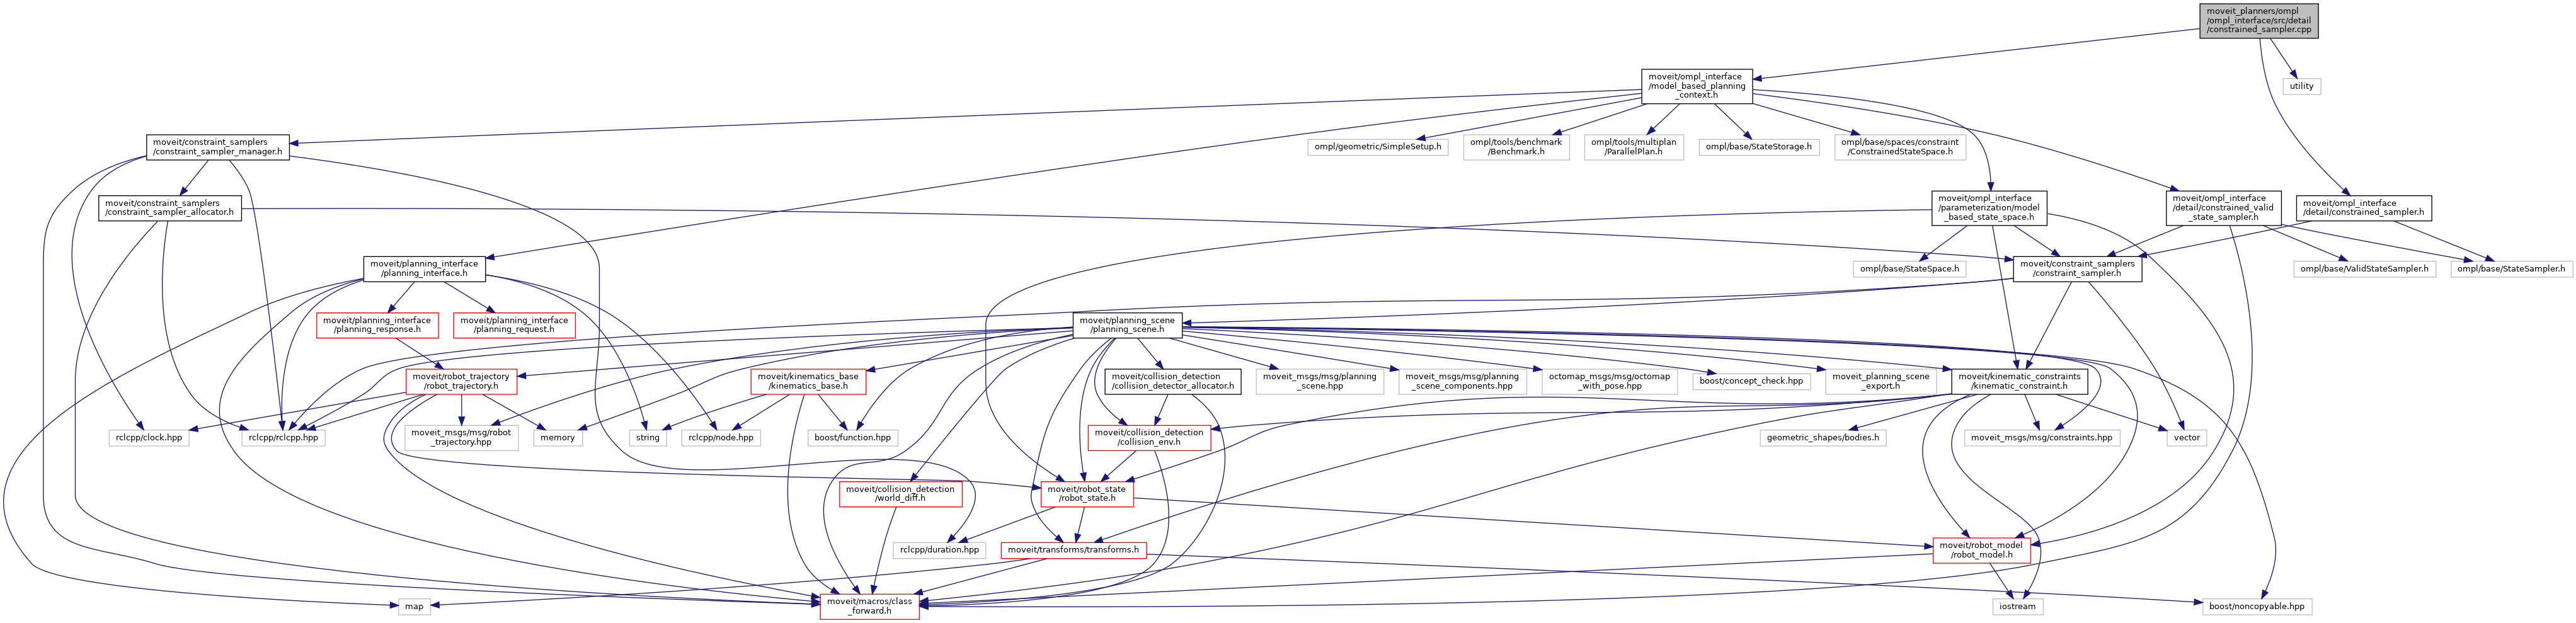 moveit_planners/ompl
/ompl_interface/src/detail
/constrained_sampler.cpp
moveit/ompl_interface
/model_based_planning
_context.h
utility
moveit/constraint_samplers
/constraint_sampler_manager.h
ompl/geometric/SimpleSetup.h
ompl/tools/benchmark
/Benchmark.h
ompl/tools/multiplan
/ParallelPlan.h
ompl/base/StateStorage.h
ompl/base/spaces/constraint
/ConstrainedStateSpace.h
moveit/constraint_samplers
/constraint_sampler_allocator.h
moveit/ompl_interface
/parameterization/model
_based_state_space.h
moveit/ompl_interface
/detail/constrained_valid
_state_sampler.h
moveit/ompl_interface
/detail/constrained_sampler.h
moveit/planning_interface
/planning_interface.h
ompl/base/StateSpace.h
moveit/constraint_samplers
/constraint_sampler.h
ompl/base/ValidStateSampler.h
ompl/base/StateSampler.h
moveit/planning_interface
/planning_response.h
moveit/planning_interface
/planning_request.h
moveit/planning_scene
/planning_scene.h
moveit/robot_trajectory
/robot_trajectory.h
moveit/kinematics_base
/kinematics_base.h
moveit/collision_detection
/collision_detector_allocator.h
moveit_msgs/msg/planning
_scene.hpp
moveit_msgs/msg/planning
_scene_components.hpp
octomap_msgs/msg/octomap
_with_pose.hpp
boost/concept_check.hpp
moveit_planning_scene
_export.h
moveit/kinematic_constraints
/kinematic_constraint.h
rclcpp/clock.hpp
rclcpp/rclcpp.hpp
moveit_msgs/msg/robot
_trajectory.hpp
memory
string
rclcpp/node.hpp
boost/function.hpp
moveit/collision_detection
/collision_env.h
geometric_shapes/bodies.h
moveit_msgs/msg/constraints.hpp
vector
moveit/collision_detection
/world_diff.h
moveit/robot_state
/robot_state.h
rclcpp/duration.hpp
moveit/transforms/transforms.h
moveit/robot_model
/robot_model.h
map
moveit/macros/class
_forward.h
iostream
boost/noncopyable.hpp